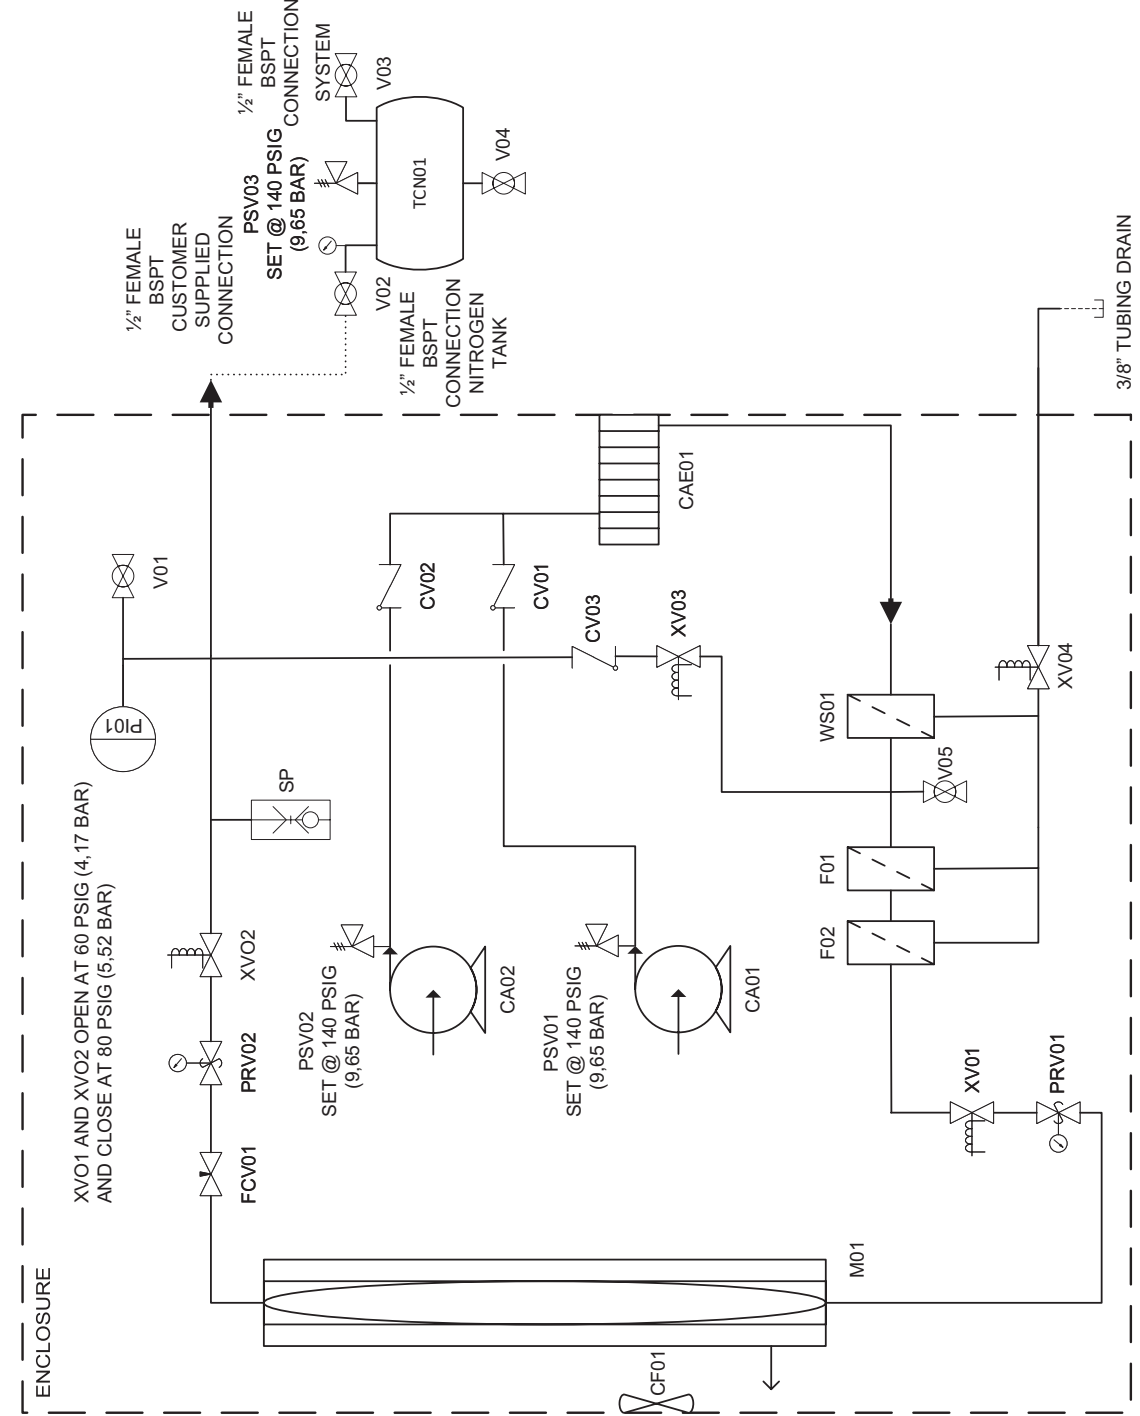 ENCLOSURE
XVO1 AND XVO2 OPEN AT 60 PSIG (4,17 BAR)
AND CLOSE AT 80 PSIG (5,52 BAR)
PI01
V01
½” FEMALE
BSPT
CUSTOMER
SUPPLIED
CONNECTION
FCV01
PRV02
XVO2
SP
½” FEMALE
BSPT
CONNECTION
SYSTEM
V03
PSV03
SET @ 140 PSIG
(9,65 BAR)
TCN01
V04
V02
½” FEMALE
BSPT
CONNECTION
NITROGEN
TANK
PSV02
SET @ 140 PSIG
(9,65 BAR)
CA02
CV02
CV01
CV03
XV03
CAE01
PSV01
SET @ 140 PSIG
(9,65 BAR)
CA01
WS01
V05
F01
F02
XV04
3/8” TUBING DRAIN
XV01
PRV01
M01
CF01